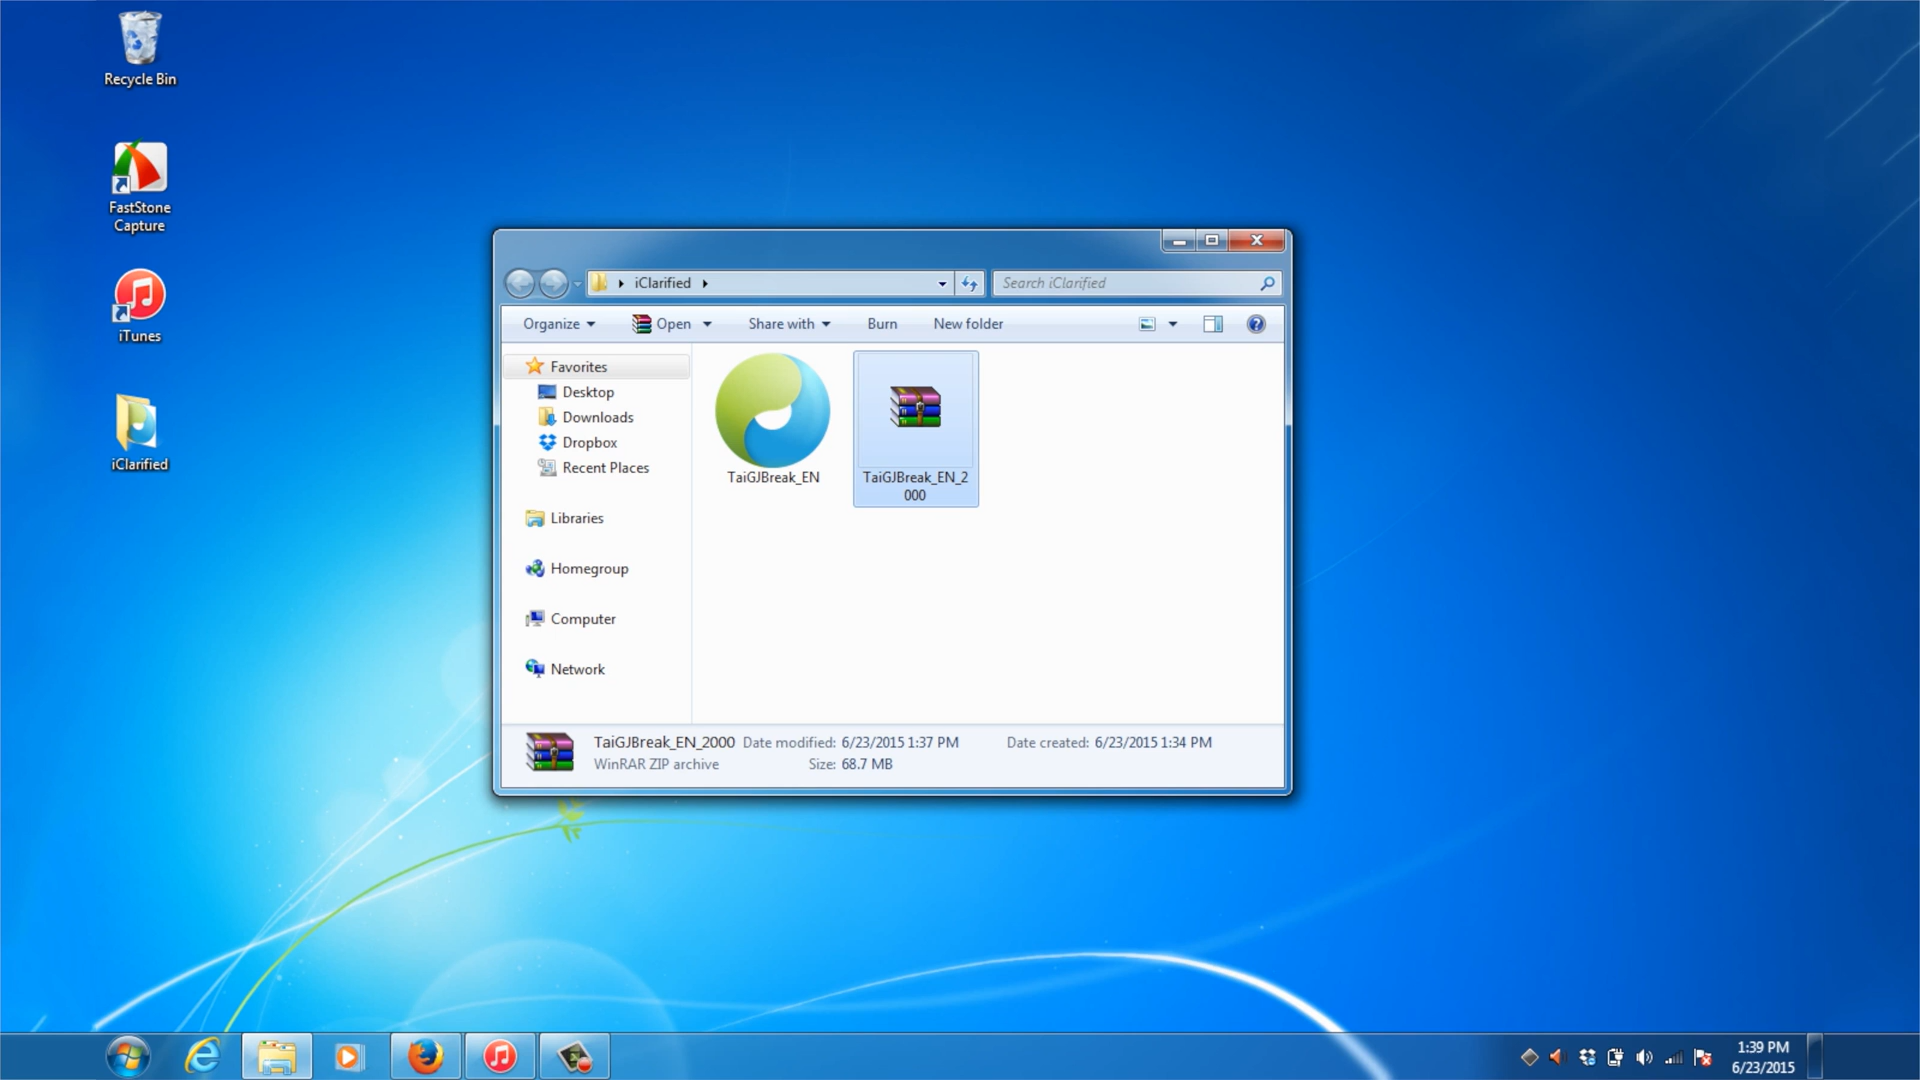 Recycle Bin
FastStone
Capture
iTunes
iClarified
iClarified
Search iClarified
Organize
Open
Share with
Burn
New folder
Favorites
Desktop
Downloads
Dropbox
Recent Places
Libraries
Homegroup
Computer
Network
TaiGJBreak_EN
TaiGJBreak_EN_2
000
TaiGJBreak_EN_2000 Date modified: 6/23/2015 1:37 PM Date created: 6/23/2015 1:34 PM
WinRAR ZIP archive Size: 68.7 MB
1:39 PM
6/23/2015